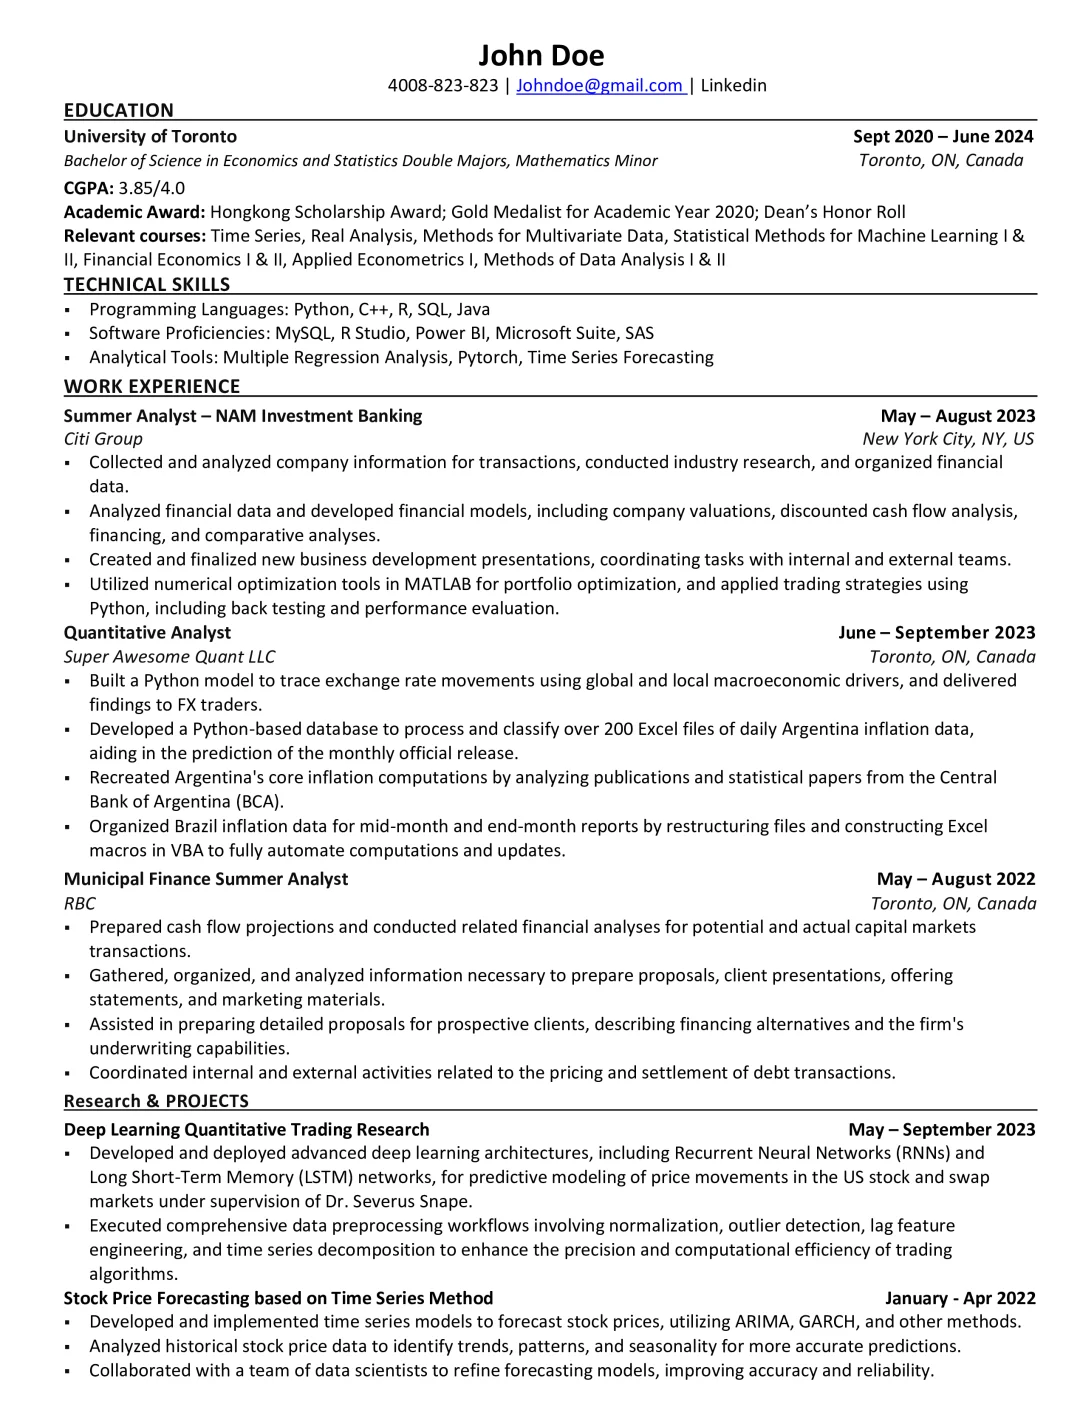 John Doe
4008-823-823 | Johndoe@gmail.com | Linkedin
EDUCATION
University of Toronto Sept 2020 – June 2024
Bachelor of Science in Economics and Statistics Double Majors, Mathematics Minor Toronto, ON, Canada
CGPA: 3.85/4.0
Academic Award: Hongkong Scholarship Award; Gold Medalist for Academic Year 2020; Dean’s Honor Roll
Relevant courses: Time Series, Real Analysis, Methods for Multivariate Data, Statistical Methods for Machine Learning I &
II, Financial Economics I & II, Applied Econometrics I, Methods of Data Analysis I & II
TECHNICAL SKILLS
▪ Programming Languages: Python, C++, R, SQL, Java
▪ Software Proficiencies: MySQL, R Studio, Power BI, Microsoft Suite, SAS
▪ Analytical Tools: Multiple Regression Analysis, Pytorch, Time Series Forecasting
WORK EXPERIENCE
Summer Analyst – NAM Investment Banking May – August 2023
Citi Group New York City, NY, US
▪ Collected and analyzed company information for transactions, conducted industry research, and organized financial
data.
▪ Analyzed financial data and developed financial models, including company valuations, discounted cash flow analysis,
financing, and comparative analyses.
▪ Created and finalized new business development presentations, coordinating tasks with internal and external teams.
▪ Utilized numerical optimization tools in MATLAB for portfolio optimization, and applied trading strategies using
Python, including back testing and performance evaluation.
Quantitative Analyst June – September 2023
Super Awesome Quant LLC Toronto, ON, Canada
▪ Built a Python model to trace exchange rate movements using global and local macroeconomic drivers, and delivered
findings to FX traders.
▪ Developed a Python-based database to process and classify over 200 Excel files of daily Argentina inflation data,
aiding in the prediction of the monthly official release.
▪ Recreated Argentina's core inflation computations by analyzing publications and statistical papers from the Central
Bank of Argentina (BCA).
▪ Organized Brazil inflation data for mid-month and end-month reports by restructuring files and constructing Excel
macros in VBA to fully automate computations and updates.
Municipal Finance Summer Analyst May – August 2022
RBC Toronto, ON, Canada
▪ Prepared cash flow projections and conducted related financial analyses for potential and actual capital markets
transactions.
▪ Gathered, organized, and analyzed information necessary to prepare proposals, client presentations, offering
statements, and marketing materials.
▪ Assisted in preparing detailed proposals for prospective clients, describing financing alternatives and the firm's
underwriting capabilities.
▪ Coordinated internal and external activities related to the pricing and settlement of debt transactions.
Research & PROJECTS
Deep Learning Quantitative Trading Research May – September 2023
▪ Developed and deployed advanced deep learning architectures, including Recurrent Neural Networks (RNNs) and
Long Short-Term Memory (LSTM) networks, for predictive modeling of price movements in the US stock and swap
markets under supervision of Dr. Severus Snape.
▪ Executed comprehensive data preprocessing workflows involving normalization, outlier detection, lag feature
engineering, and time series decomposition to enhance the precision and computational efficiency of trading
algorithms.
Stock Price Forecasting based on Time Series Method January - Apr 2022
▪ Developed and implemented time series models to forecast stock prices, utilizing ARIMA, GARCH, and other methods.
▪ Analyzed historical stock price data to identify trends, patterns, and seasonality for more accurate predictions.
▪ Collaborated with a team of data scientists to refine forecasting models, improving accuracy and reliability.